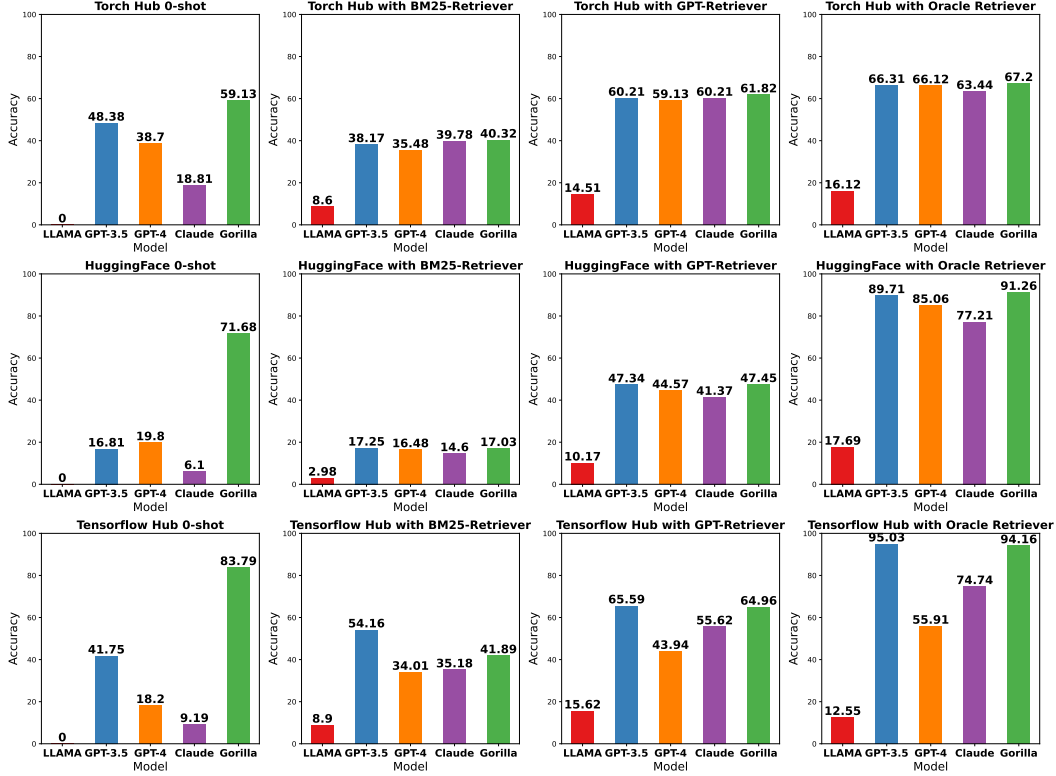 Torch Hub 0-shot
100
80
60
40
20
0
Accuracy
0
48.38
38.7
18.81
59.13
LLAMA GPT-3.5 GPT-4 Claude Gorilla
Model
Torch Hub with BM25-Retriever
100
80
60
40
20
0
Accuracy
8.6
38.17
35.48
39.78
40.32
LLAMA GPT-3.5 GPT-4 Claude Gorilla
Model
Torch Hub with GPT-Retriever
100
80
60
40
20
0
Accuracy
14.51
60.21
59.13
60.21
61.82
LLAMA GPT-3.5 GPT-4 Claude Gorilla
Model
Torch Hub with Oracle Retriever
100
80
60
40
20
0
Accuracy
16.12
66.31
66.12
63.44
67.2
LLAMA GPT-3.5 GPT-4 Claude Gorilla
Model
HuggingFace 0-shot
100
80
60
40
20
0
Accuracy
0
16.81
19.8
6.1
71.68
LLAMA GPT-3.5 GPT-4 Claude Gorilla
Model
HuggingFace with BM25-Retriever
100
80
60
40
20
0
Accuracy
2.98
17.25
16.48
14.6
17.03
LLAMA GPT-3.5 GPT-4 Claude Gorilla
Model
HuggingFace with GPT-Retriever
100
80
60
40
20
0
Accuracy
10.17
47.34
44.57
41.37
47.45
LLAMA GPT-3.5 GPT-4 Claude Gorilla
Model
HuggingFace with Oracle Retriever
100
80
60
40
20
0
Accuracy
17.69
89.71
85.06
77.21
91.26
LLAMA GPT-3.5 GPT-4 Claude Gorilla
Model
Tensorflow Hub 0-shot
100
80
60
40
20
0
Accuracy
0
41.75
18.2
9.19
83.79
LLAMA GPT-3.5 GPT-4 Claude Gorilla
Model
Tensorflow Hub with BM25-Retriever
100
80
60
40
20
0
Accuracy
8.9
54.16
34.01
35.18
41.89
LLAMA GPT-3.5 GPT-4 Claude Gorilla
Model
Tensorflow Hub with GPT-Retriever
100
80
60
40
20
0
Accuracy
15.62
65.59
43.94
55.62
64.96
LLAMA GPT-3.5 GPT-4 Claude Gorilla
Model
Tensorflow Hub with Oracle Retriever
100
80
60
40
20
0
Accuracy
12.55
95.03
55.91
74.74
94.16
LLAMA GPT-3.5 GPT-4 Claude Gorilla
Model